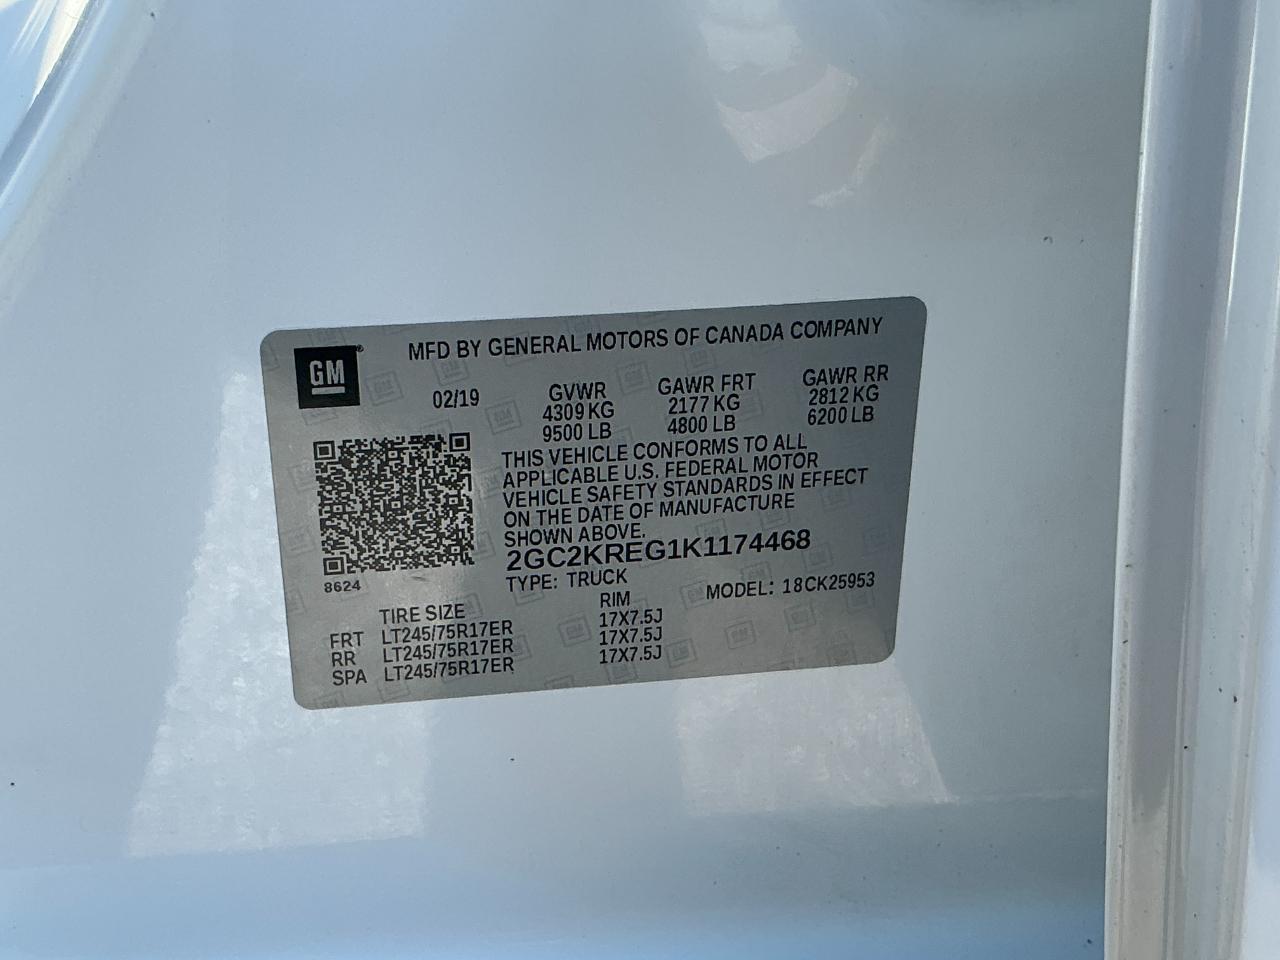 GM
MFD BY GENERAL MOTORS OF CANADA COMPANY
02/19 GVWR GAWR FRT GAWR RR
4309 KG 2177 KG 2812 KG
9500 LB 4800 LB 6200 LB
THIS VEHICLE CONFORMS TO ALL
APPLICABLE U.S. FEDERAL MOTOR
VEHICLE SAFETY STANDARDS IN EFFECT
ON THE DATE OF MANUFACTURE
SHOWN ABOVE.
2GC2KREG1K1174468
8624
TYPE: TRUCK MODEL: 18CK25953
TIRE SIZE RIM
FRT LT245/75R17ER 17X7.5J
RR LT245/75R17ER 17X7.5J
SPA LT245/75R17ER 17X7.5J